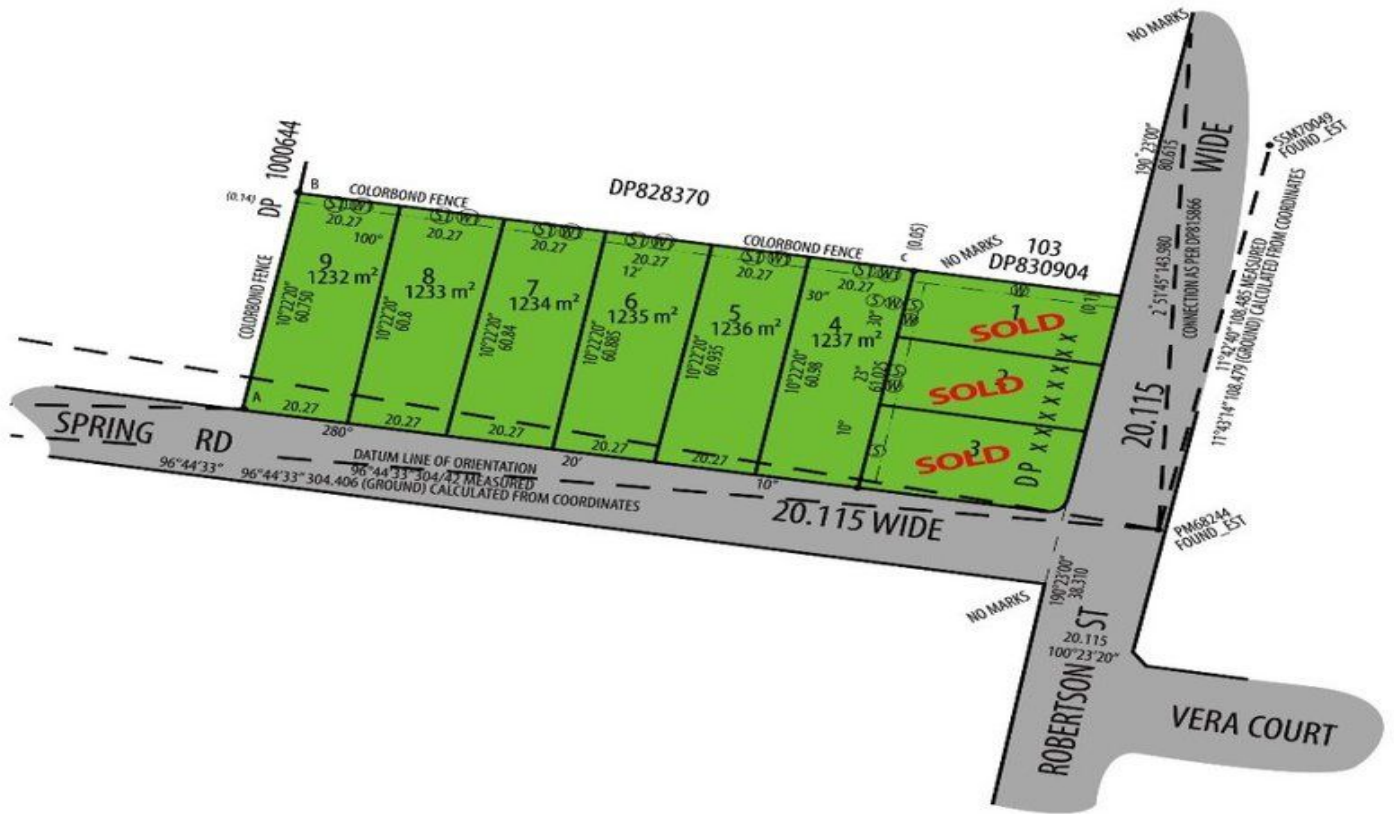 NO MARKS
SSM70049
FOUND_EST
190°23'00"
80.615
WIDE
2°51'45"143.980
CONNECTION AS PER DP815866
11°42'40"108.485 MEASURED
11°43'14"108.479 (GROUND) CALCULATED FROM COORDINATES
20.115
DP 1000644
(0.14)
B
COLORBOND FENCE
DP828370
COLORBOND FENCE
C (0.05)
NO MARKS
103
DP830904
COLORBOND FENCE
20.27
100°
9
1232 m²
10°22'20"
60.750
20.27
8
1233 m²
10°22'20"
60.8
20.27
7
1234 m²
10°22'20"
60.84
20.27
12'
6
1235 m²
10°22'20"
60.885
20.27
5
1236 m²
10°22'20"
60.935
20.27
30"
4
1237 m²
10°22'20"
60.98
30"
23°
61.025
10°
1
SOLD
2
SOLD
3
SOLD
DP X X X X X X X X
A
20.27
20.27
20.27
20.27
20.27
280°
20'
10"
SPRING RD
DATUM LINE OF ORIENTATION
96°44'33" 304/42 MEASURED
96°44'33"
96°44'33" 304.406 (GROUND) CALCULATED FROM COORDINATES
20.115 WIDE
PM68244
FOUND_EST
NO MARKS
190°23'00"
38.310
20.115
100°23'20"
ROBERTSON ST
VERA COURT